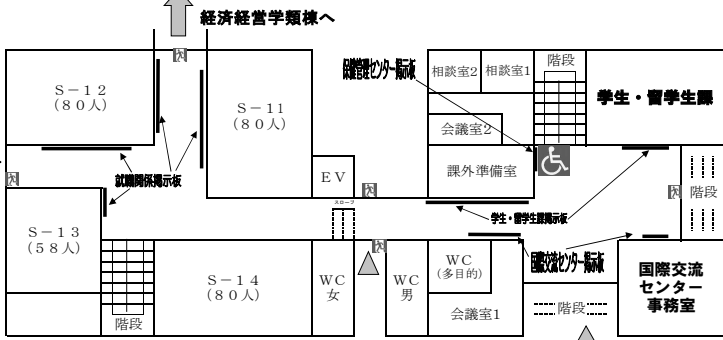 経済経営学類棟へ
S－12
（80人）
S－11
（80人）
保健管理センター掲示板
相談室2
相談室1
階段
学生・留学生課
会議室2
課外準備室
就職関係掲示板
EV
スロープ
階段
学生・留学生課掲示板
S－13
（58人）
階段
S－14
（80人）
WC
女
WC
男
WC
(多目的)
会議室1
国際交流センター掲示板
階段
国際交流
センター
事務室